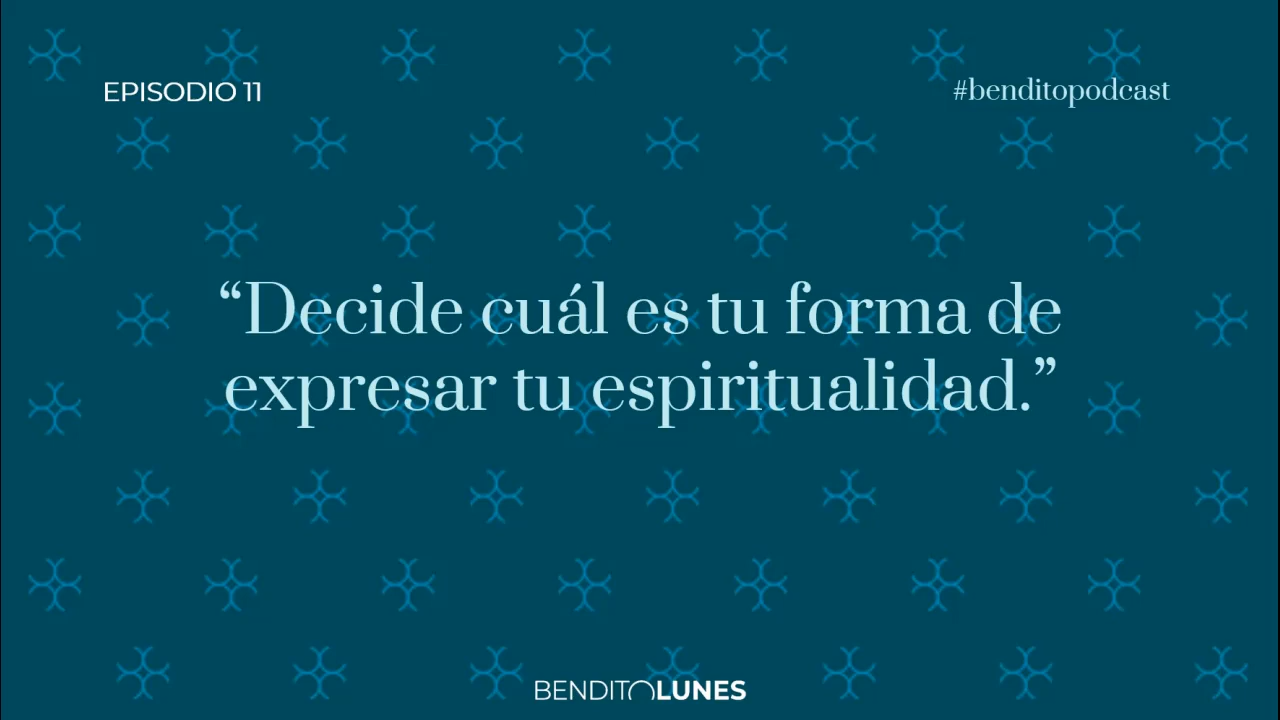 EPISODIO 11
#benditopodcast
“Decide cuál es tu forma de
expresar tu espiritualidad.”
BENDITOLUNES